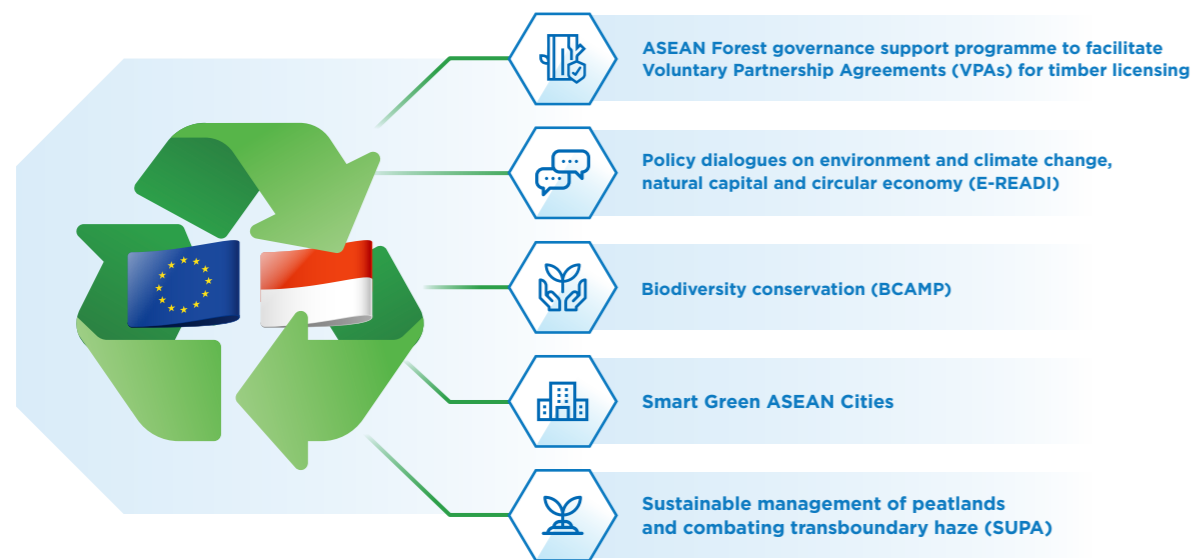 ASEAN Forest governance support programme to facilitate
Voluntary Partnership Agreements (VPAs) for timber licensing
Policy dialogues on environment and climate change,
natural capital and circular economy (E-READI)
Biodiversity conservation (BCAMP)
Smart Green ASEAN Cities
Sustainable management of peatlands
and combating transboundary haze (SUPA)